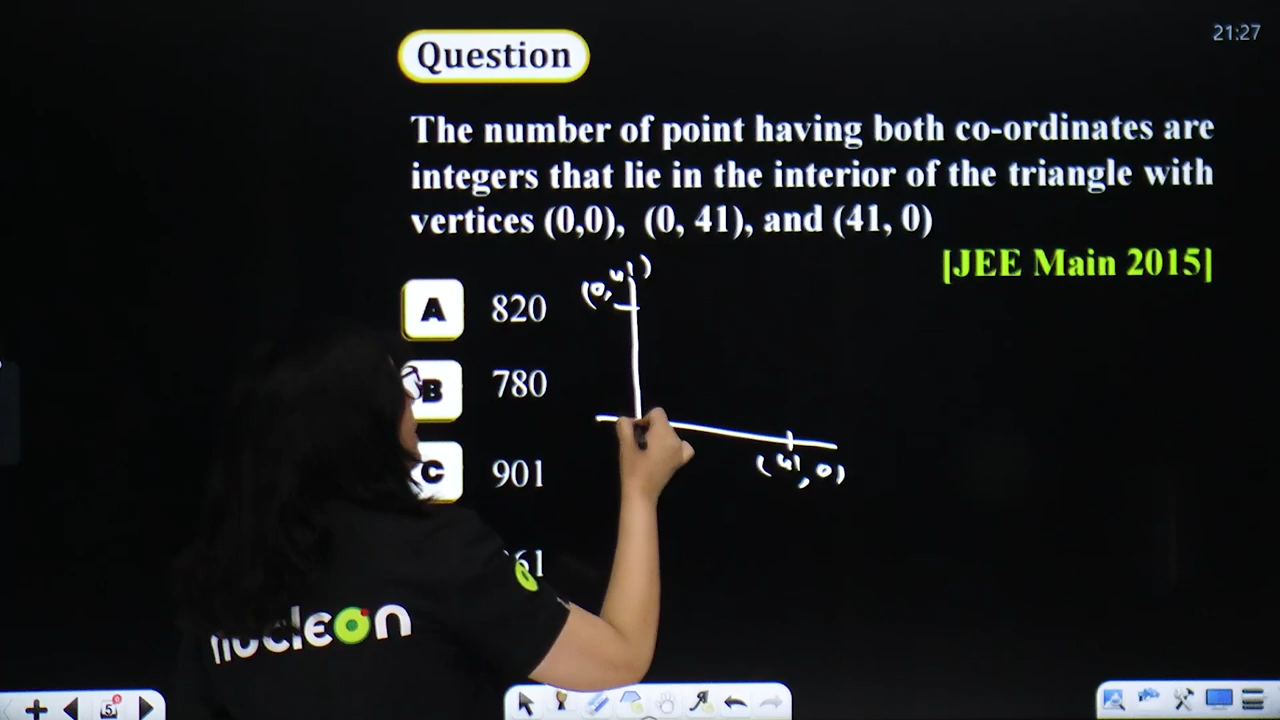 21:27
Question
The number of point having both co-ordinates are
integers that lie in the interior of the triangle with
vertices (0,0), (0, 41), and (41, 0)
[JEE Main 2015]
A 820
B 780
C 901
61
(0, 41)
(41, 0)
nucleon
5